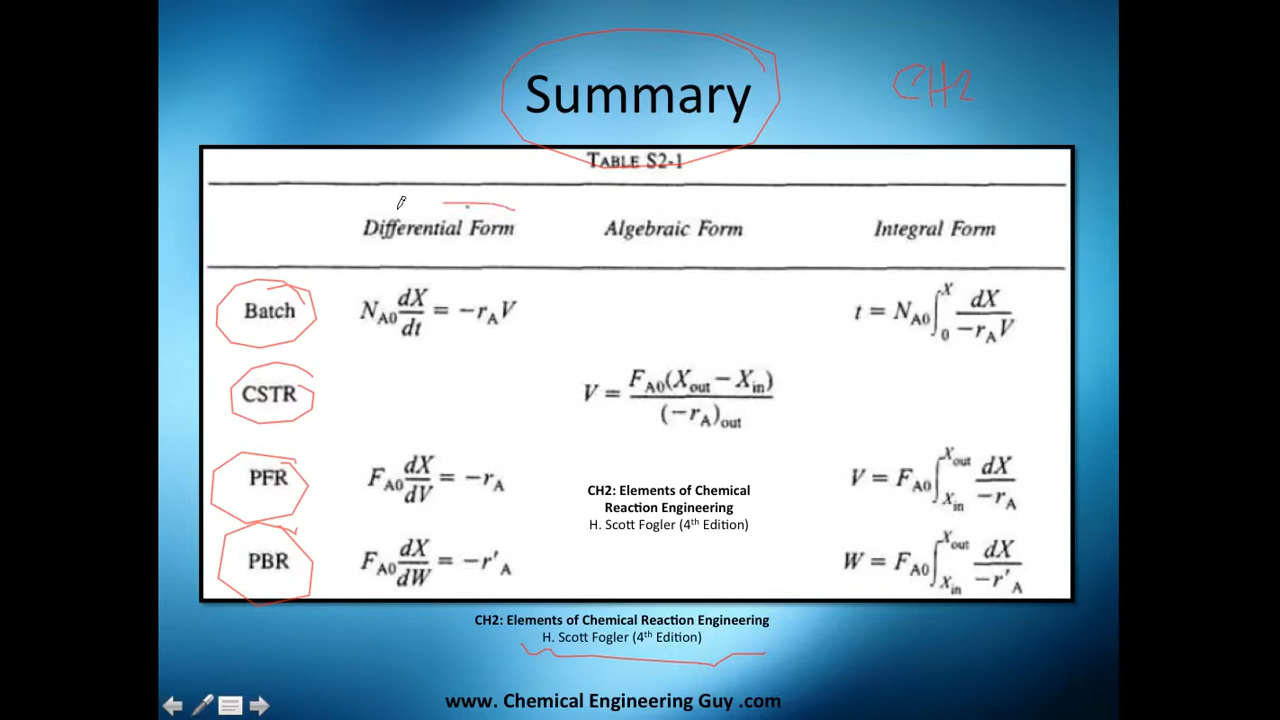 Summary
CH2
TABLE S2-1
Differential Form Algebraic Form Integral Form
Batch N_A0 dX/dt = −r_A V t = N_A0 ∫_0^X dX/(−r_A V)
CSTR V = F_A0(X_out − X_in)/(−r_A)_out
PFR F_A0 dX/dV = −r_A V = F_A0 ∫_X_in^X_out dX/(−r_A)
CH2: Elements of Chemical
Reaction Engineering
H. Scott Fogler (4th Edition)
PBR F_A0 dX/dW = −r'_A W = F_A0 ∫_X_in^X_out dX/(−r'_A)
CH2: Elements of Chemical Reaction Engineering
H. Scott Fogler (4th Edition)
www. Chemical Engineering Guy .com